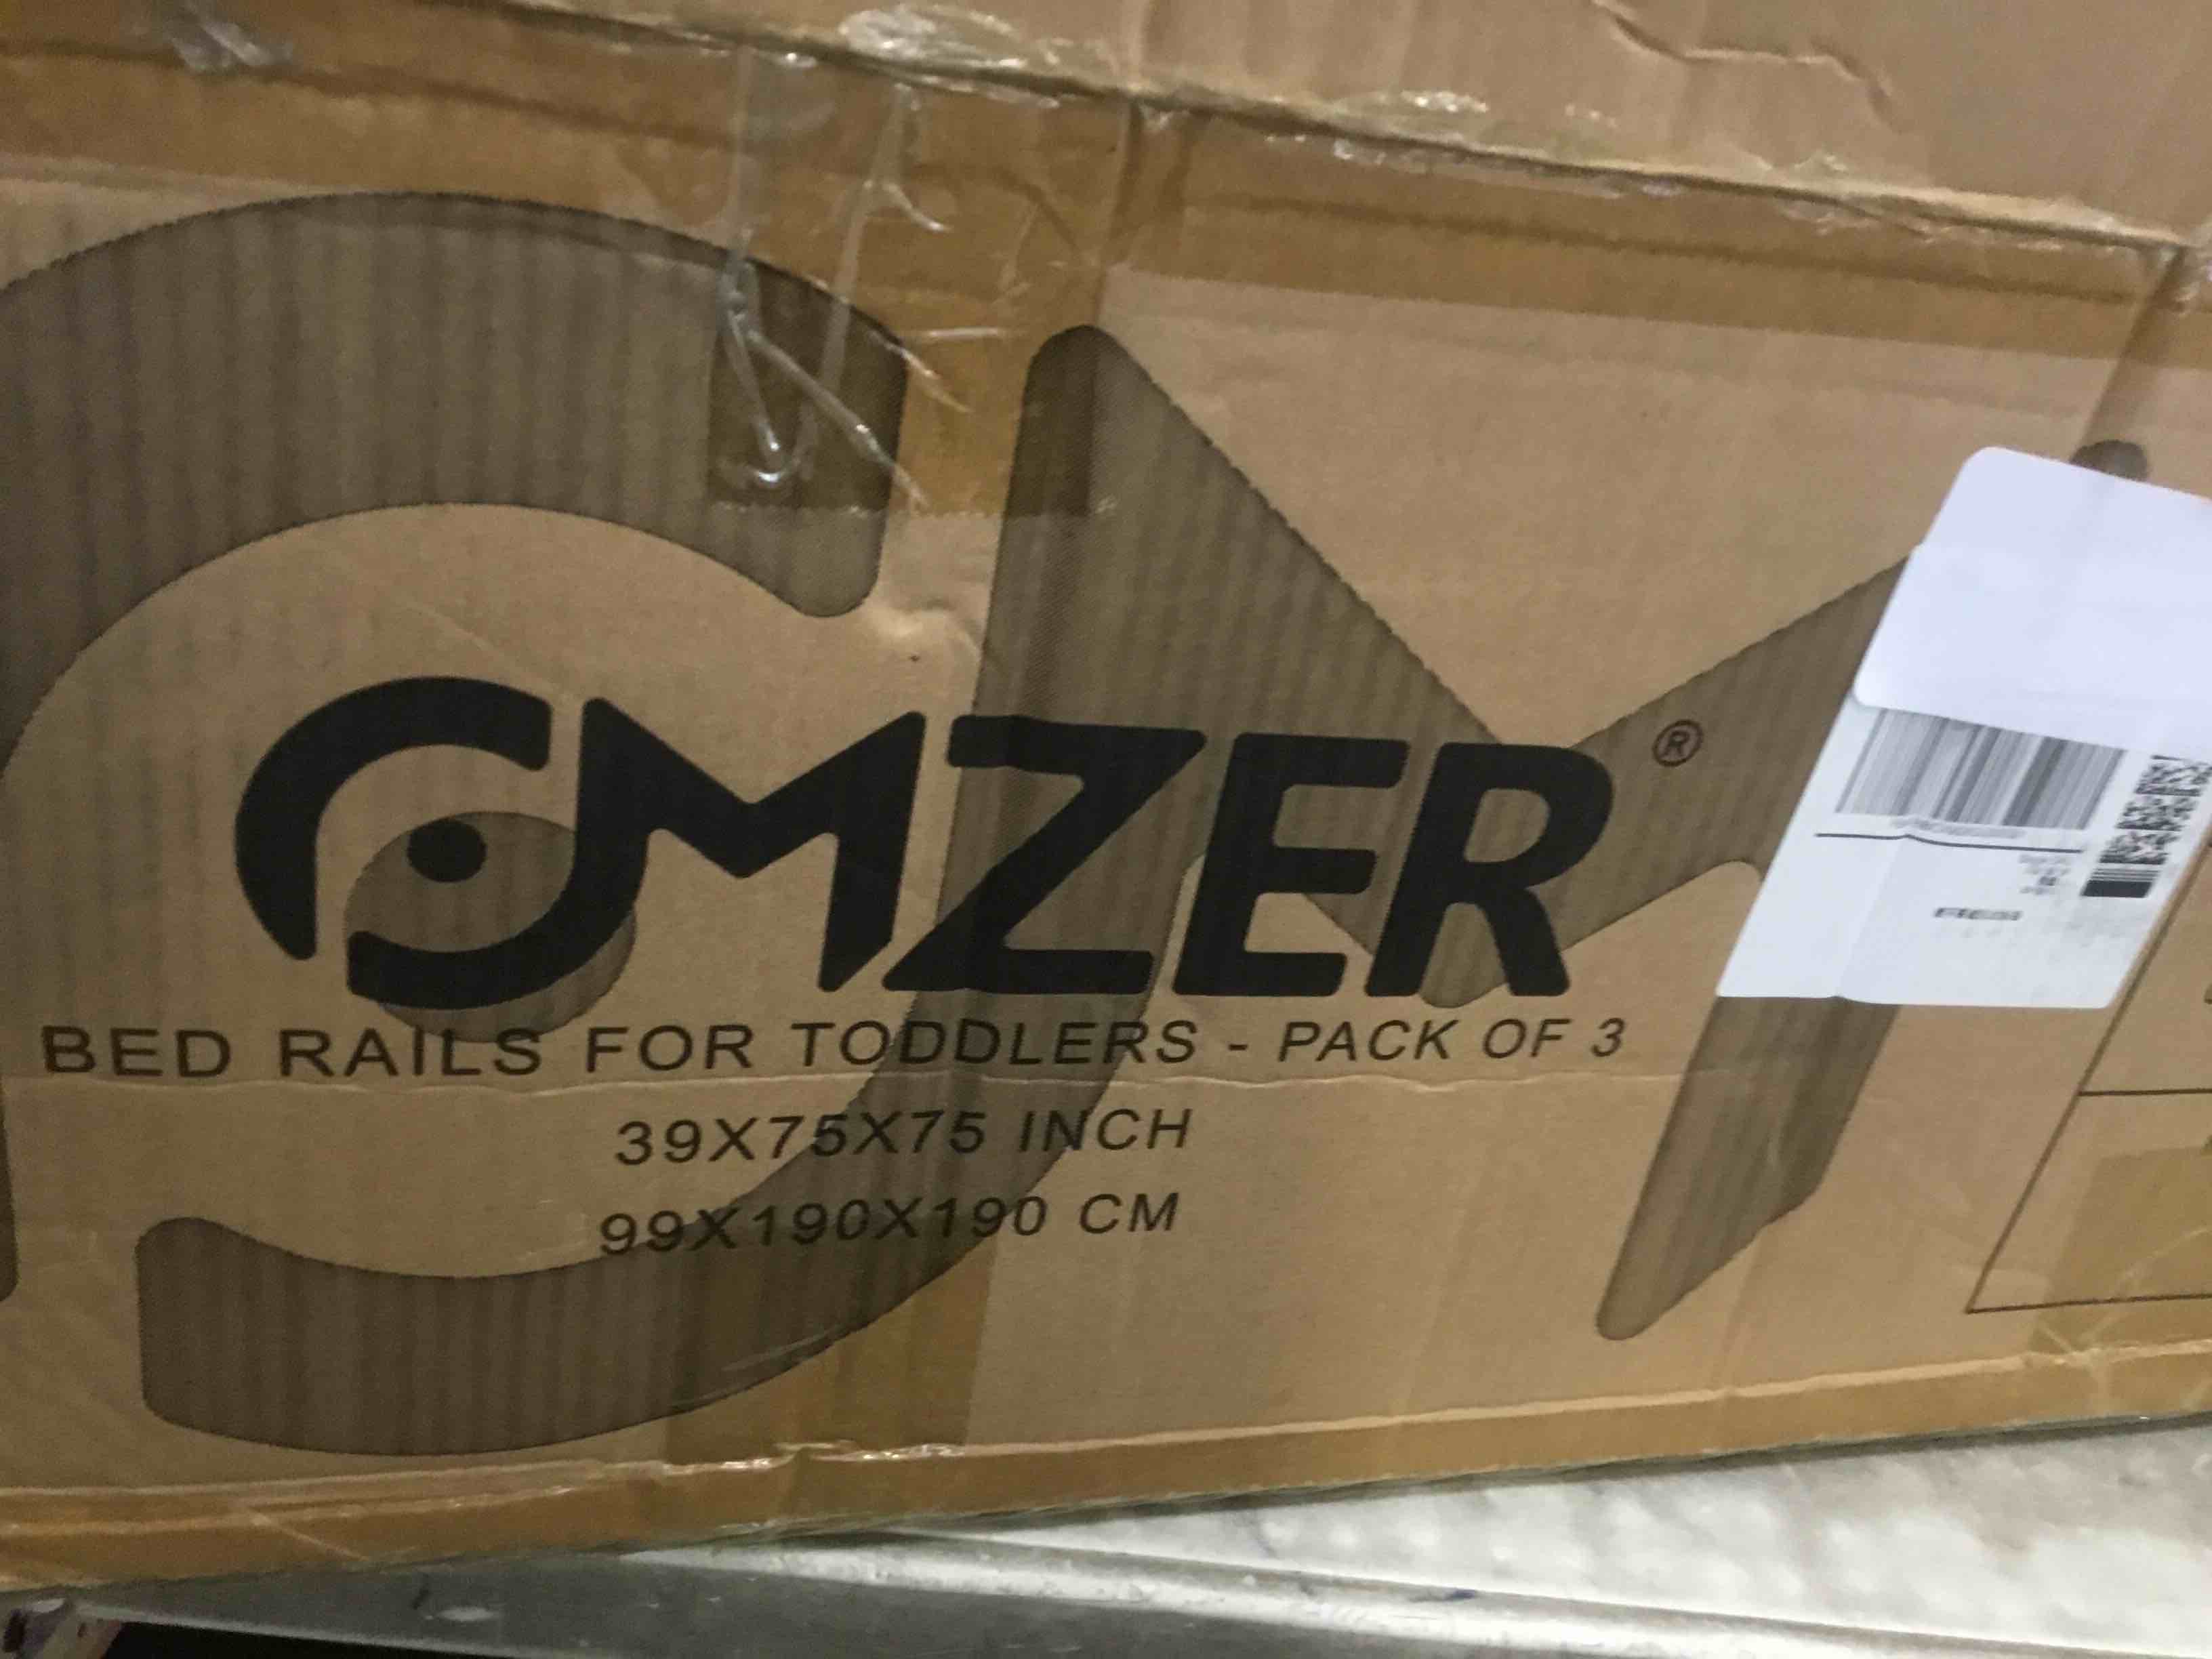 OMZER®
BED RAILS FOR TODDLERS - PACK OF 3
39X75X75 INCH
99X190X190 CM